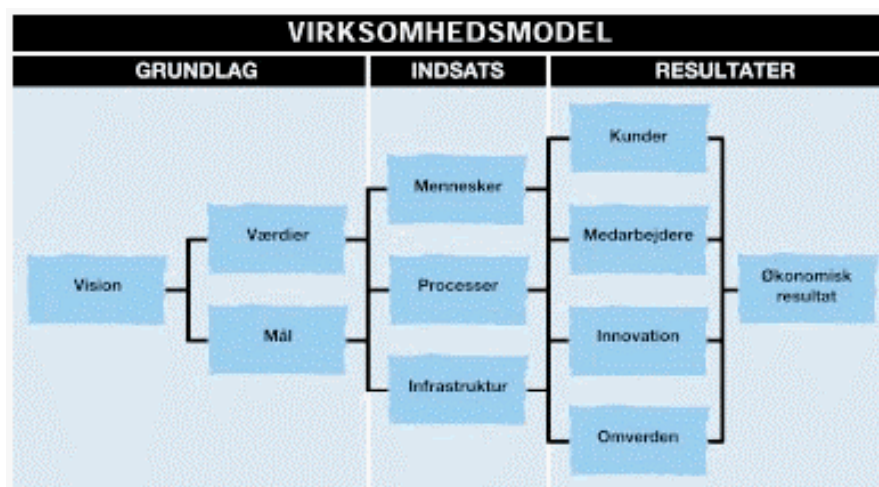 VIRKSOMHEDSMODEL
GRUNDLAG
INDSATS
RESULTATER
Vision
Værdier
Mål
Mennesker
Processer
Infrastruktur
Kunder
Medarbejdere
Innovation
Omverden
Økonomisk
resultat